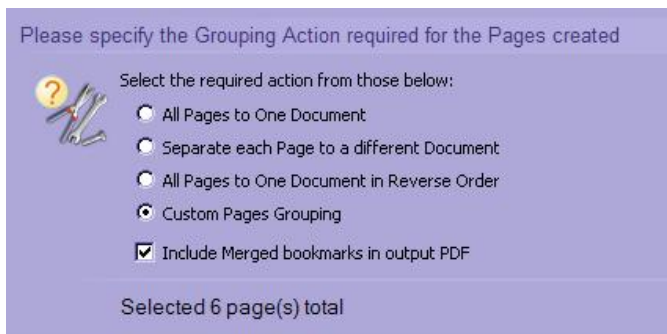 Please specify the Grouping Action required for the Pages created
Select the required action from those below:
All Pages to One Document
Separate each Page to a different Document
All Pages to One Document in Reverse Order
Custom Pages Grouping
Include Merged bookmarks in output PDF
Selected 6 page(s) total